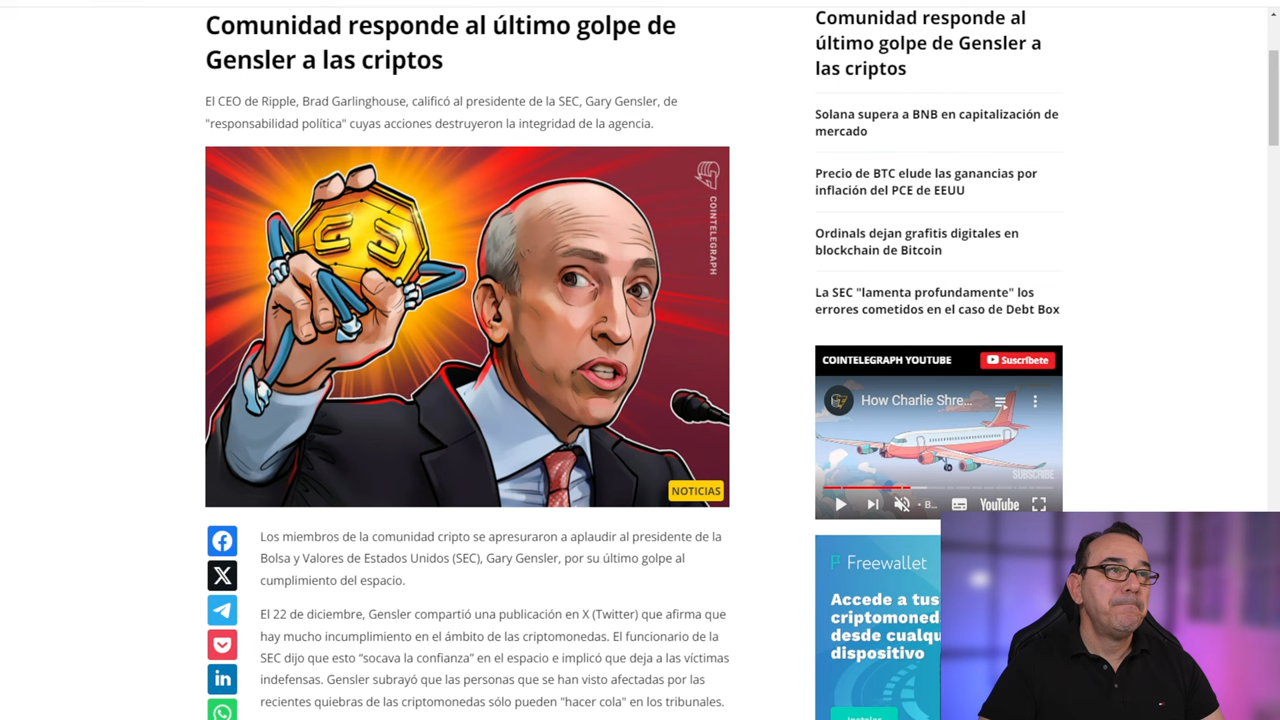 Comunidad responde al último golpe de
Gensler a las criptos
El CEO de Ripple, Brad Garlinghouse, calificó al presidente de la SEC, Gary Gensler, de
"responsabilidad política" cuyas acciones destruyeron la integridad de la agencia.
COINTELEGRAPH
NOTICIAS
Los miembros de la comunidad cripto se apresuraron a aplaudir al presidente de la
Bolsa y Valores de Estados Unidos (SEC), Gary Gensler, por su último golpe al
cumplimiento del espacio.
El 22 de diciembre, Gensler compartió una publicación en X (Twitter) que afirma que
hay mucho incumplimiento en el ámbito de las criptomonedas. El funcionario de la
SEC dijo que esto “socava la confianza” en el espacio e implicó que deja a las víctimas
indefensas. Gensler subrayó que las personas que se han visto afectadas por las
recientes quiebras de las criptomonedas sólo pueden "hacer cola" en los tribunales.
Comunidad responde al
último golpe de Gensler a
las criptos
Solana supera a BNB en capitalización de
mercado
Precio de BTC elude las ganancias por
inflación del PCE de EEUU
Ordinals dejan grafitis digitales en
blockchain de Bitcoin
La SEC "lamenta profundamente" los
errores cometidos en el caso de Debt Box
COINTELEGRAPH YOUTUBE
Suscríbete
How Charlie Shre...
SUBSCRIBE
• B...
YouTube
Freewallet
Accede a tus
criptomoned
desde cualqu
dispositivo